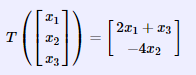 T([x₁ x₂ x₃]) = [2x₁ + x₃
−4x₂]